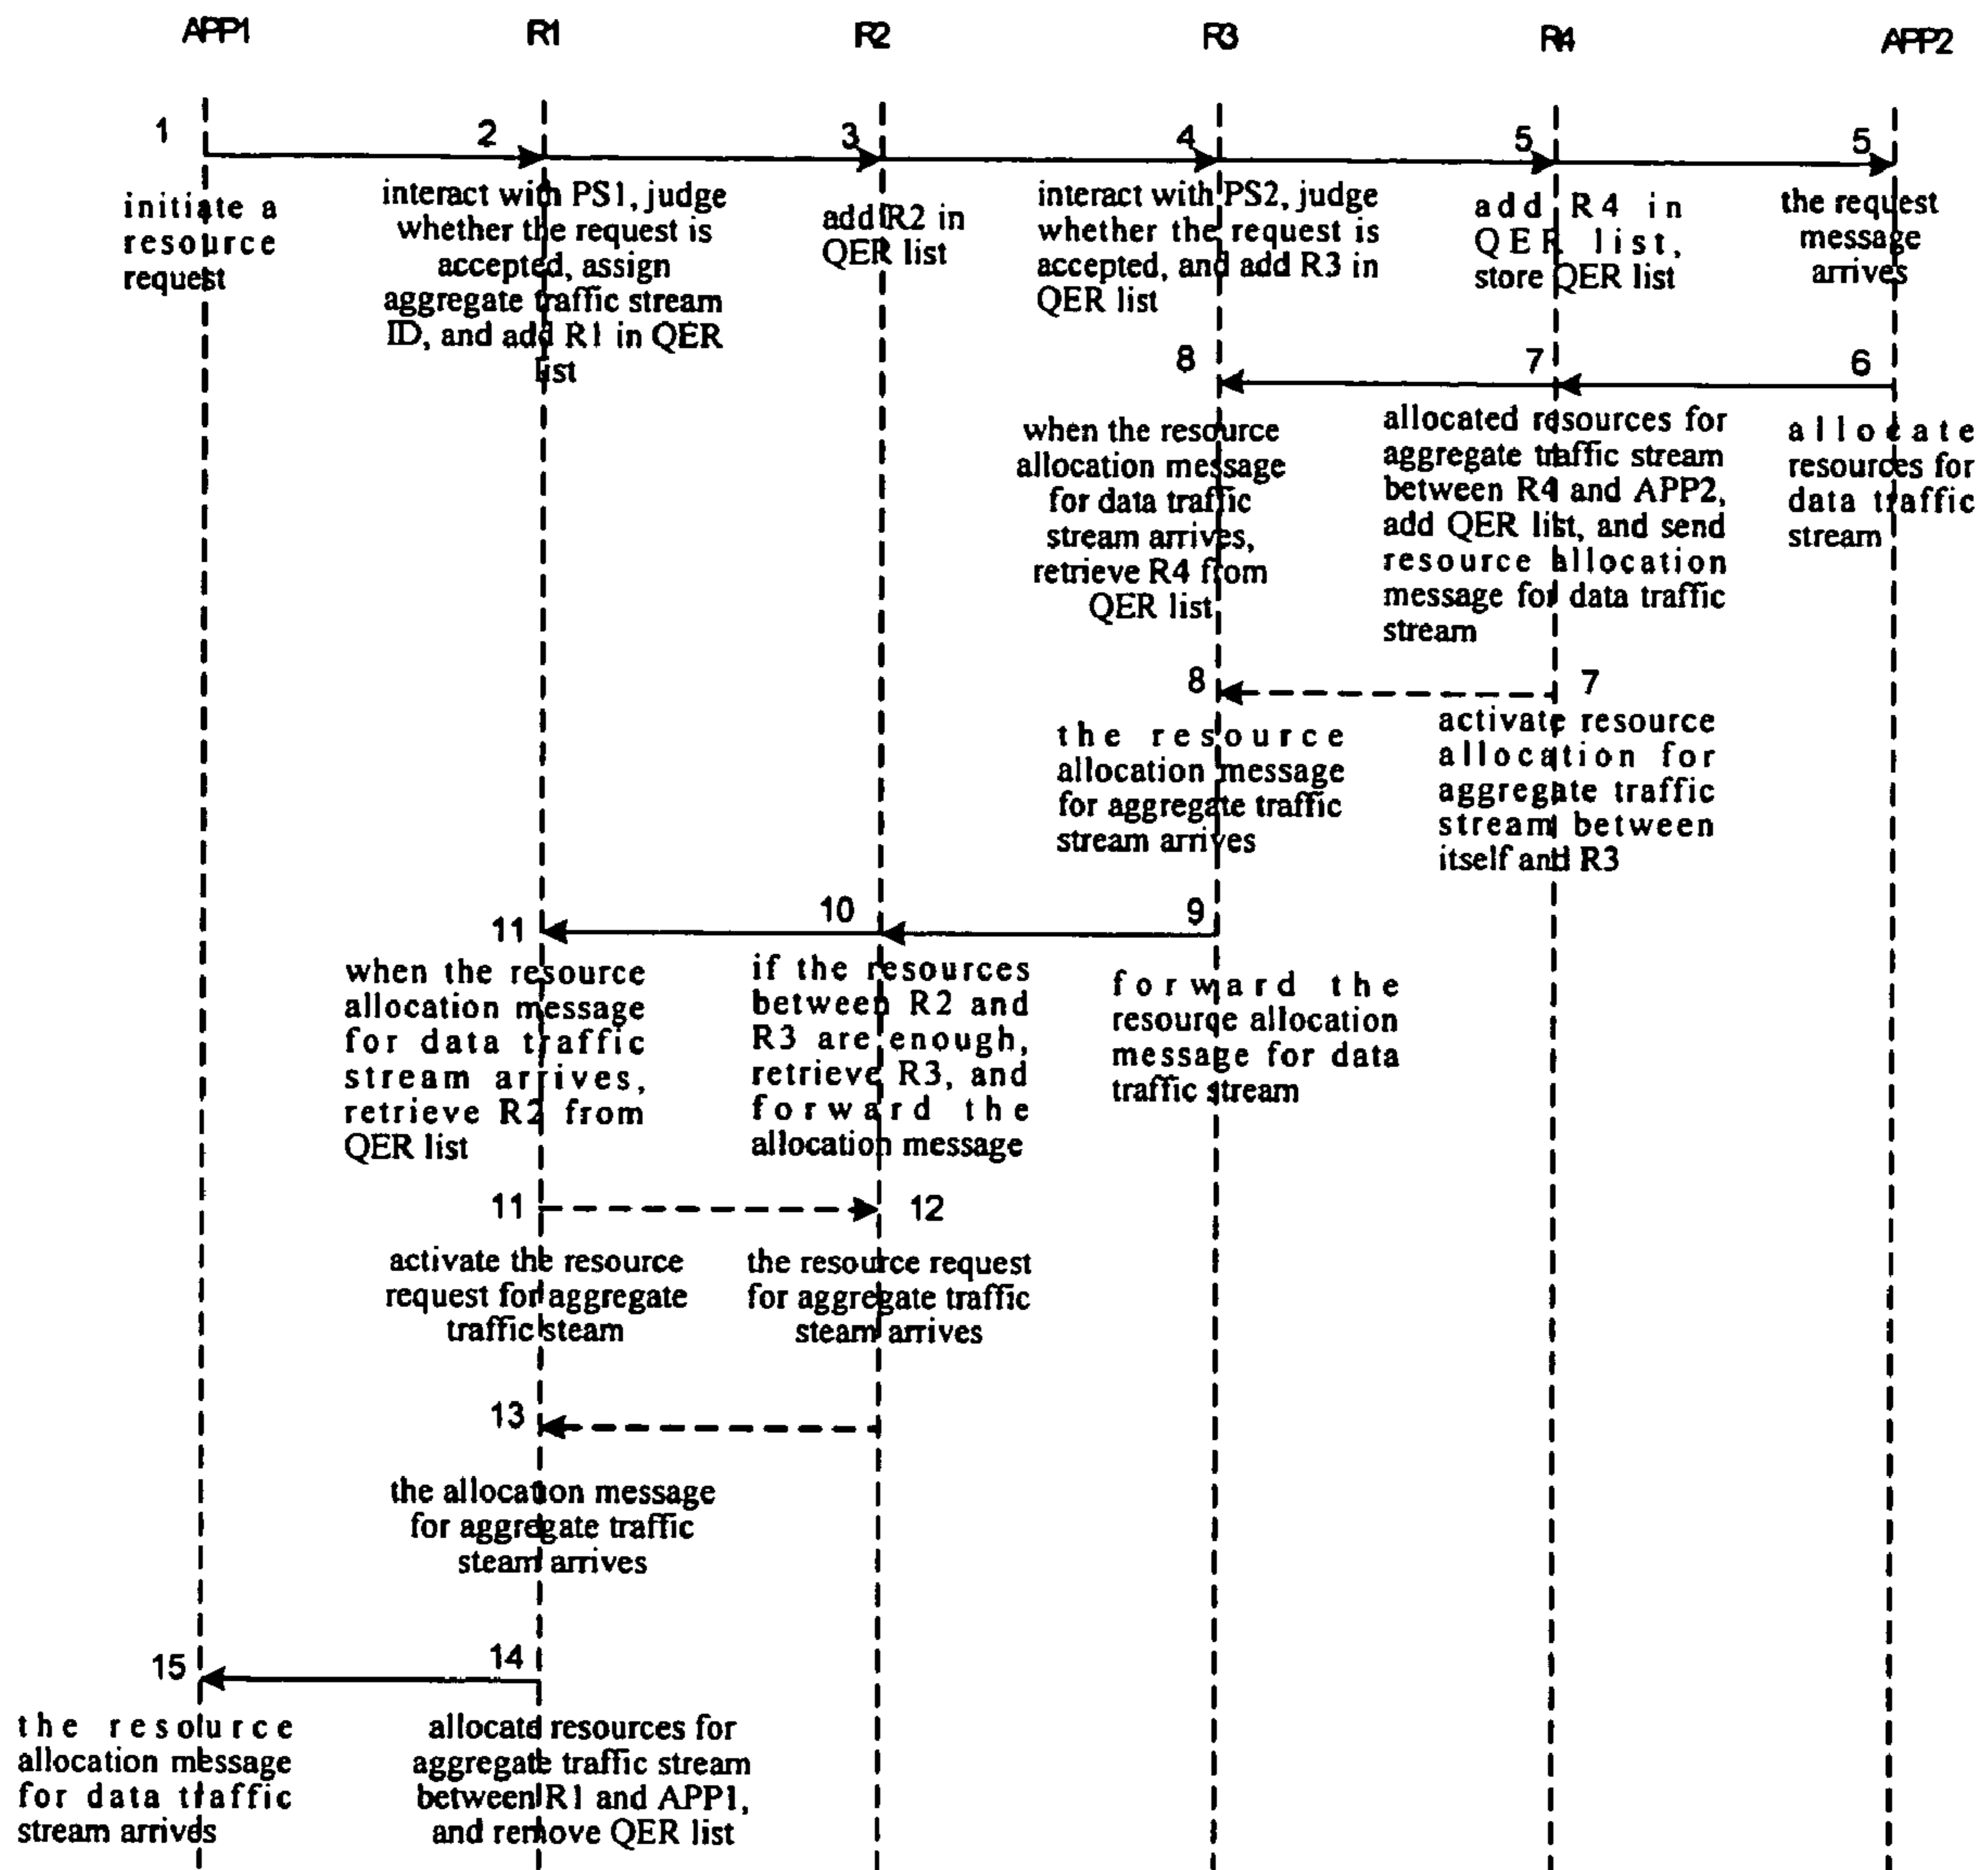 APP1 R1 R2 R3 R4 APP2
1 2 3 4 5 5
initiate a
resource
request
interact with PS1, judge
whether the request is
accepted, assign
aggregate traffic stream
ID, and add R1 in QER
list
add R2 in
QER list
interact with PS2, judge
whether the request is
accepted, and add R3 in
QER list
add R4 in
QER list,
store QER list
the request
message
arrives
8 7 6
when the resource
allocation message
for data traffic
stream arrives,
retrieve R4 from
QER list
allocated resources for
aggregate traffic stream
between R4 and APP2,
add QER list, and send
resource allocation
message for data traffic
stream
allocate
resources for
data traffic
stream
8 7
the resource
allocation message
for aggregate traffic
stream arrives
activate resource
allocation for
aggregate traffic
stream between
itself and R3
11 10 9
when the resource
allocation message
for data traffic
stream arrives,
retrieve R2 from
QER list
if the resources
between R2 and
R3 are enough,
retrieve R3, and
forward the
allocation message
forward the
resource allocation
message for data
traffic stream
11 12
activate the resource
request for aggregate
traffic steam
the resource request
for aggregate traffic
steam arrives
13
the allocation message
for aggregate traffic
steam arrives
15 14
the resource
allocation message
for data traffic
stream arrives
allocate resources for
aggregate traffic stream
between R1 and APP1,
and remove QER list